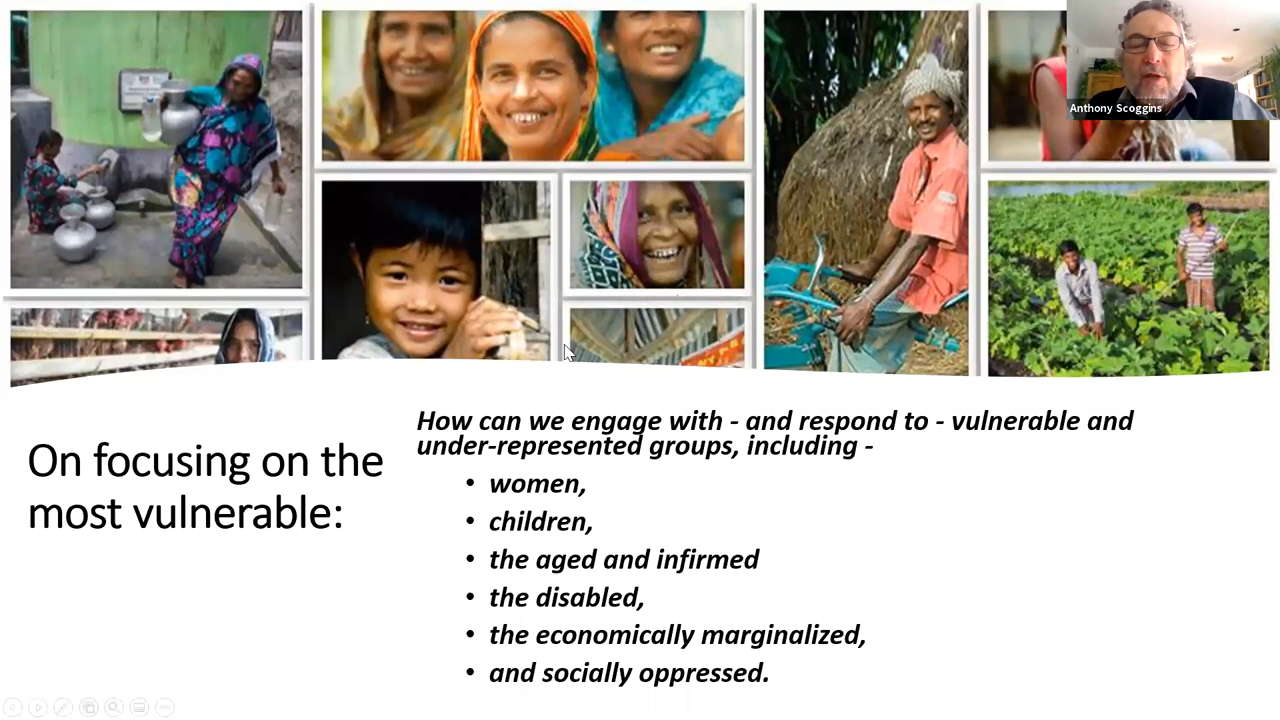 Anthony Scoggins
On focusing on the
most vulnerable:
How can we engage with - and respond to - vulnerable and
under-represented groups, including -
• women,
• children,
• the aged and infirmed
• the disabled,
• the economically marginalized,
• and socially oppressed.